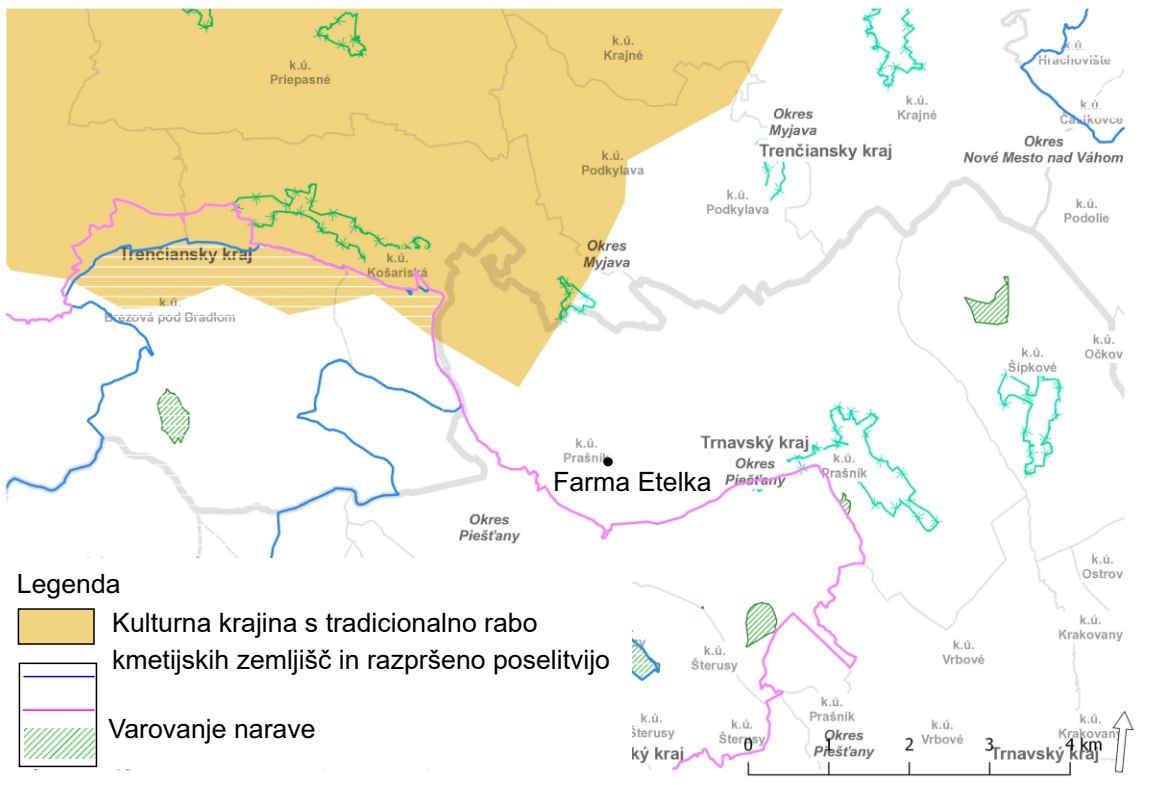 k.ú.
Priepasné
k.ú.
Krajné
k.ú.
Hrachovište
k.ú.
Krajné
k.ú.
Čašk­ovce
Okres
Myjava
Trenčiansky kraj
Okres
Nové Mesto nad Váhom
k.ú.
Podkylava
k.ú.
Podkylava
k.ú.
Podolie
Trenčiansky kraj
k.ú.
Košariská
Okres
Myjava
k.ú.
Brezová pod Bradlom
k.ú.
Očkov
k.ú.
Šípkové
k.ú.
Prašník
Farma Etelka
Trnavský kraj
Okres
Piešťany
k.ú.
Prašník
Okres
Piešťany
k.ú.
Ostrov
k.ú.
Krakovany
k.ú.
Šterusy
k.ú.
Vrbové
k.ú.
Prašník
k.ú.
Šterusy
k.ú.
Šterusy
Okres
Piešťany
k.ú.
Vrbové
k.ú.
Krakovany
ký kraj
Trnavský kraj
0 1 2 3 4 km
Legenda
Kulturna krajina s tradicionalno rabo
kmetijskih zemljišč in razpršeno poselitvijo
Varovanje narave